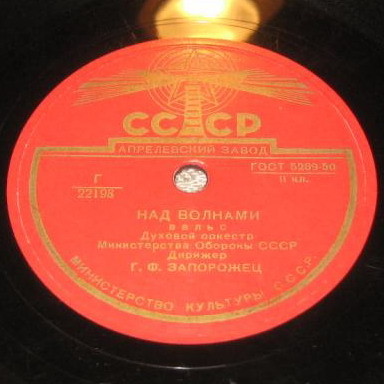 СССР
АПРЕЛЕВСКИЙ ЗАВОД
ГОСТ 5289-50
Г
22198
II кл.
НАД ВОЛНАМИ
вальс
Духовой оркестр
Министерства Обороны СССР
Дирижер
Г. Ф. ЗАПОРОЖЕЦ
МИНИСТЕРСТВО КУЛЬТУРЫ СССР